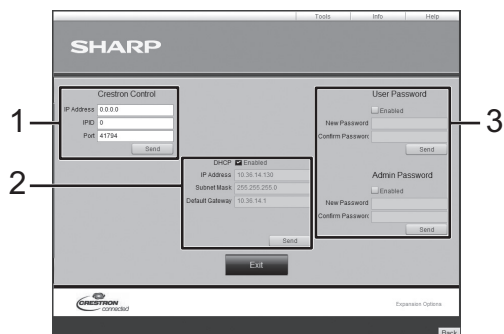 Tools Info Help
SHARP
Crestron Control
IP Address 0.0.0.0
IPID 0
Port 41794
Send
1
DHCP Enabled
IP Address 10.36.14.130
Subnet Mask 255.255.255.0
Default Gateway 10.36.14.1
Send
2
User Password
Enabled
New Password
Confirm Passworc
Send
Admin Password
Enabled
New Password
Confirm Passworc
Send
3
Exit
CRESTRON
connected
Expansion Options
Back